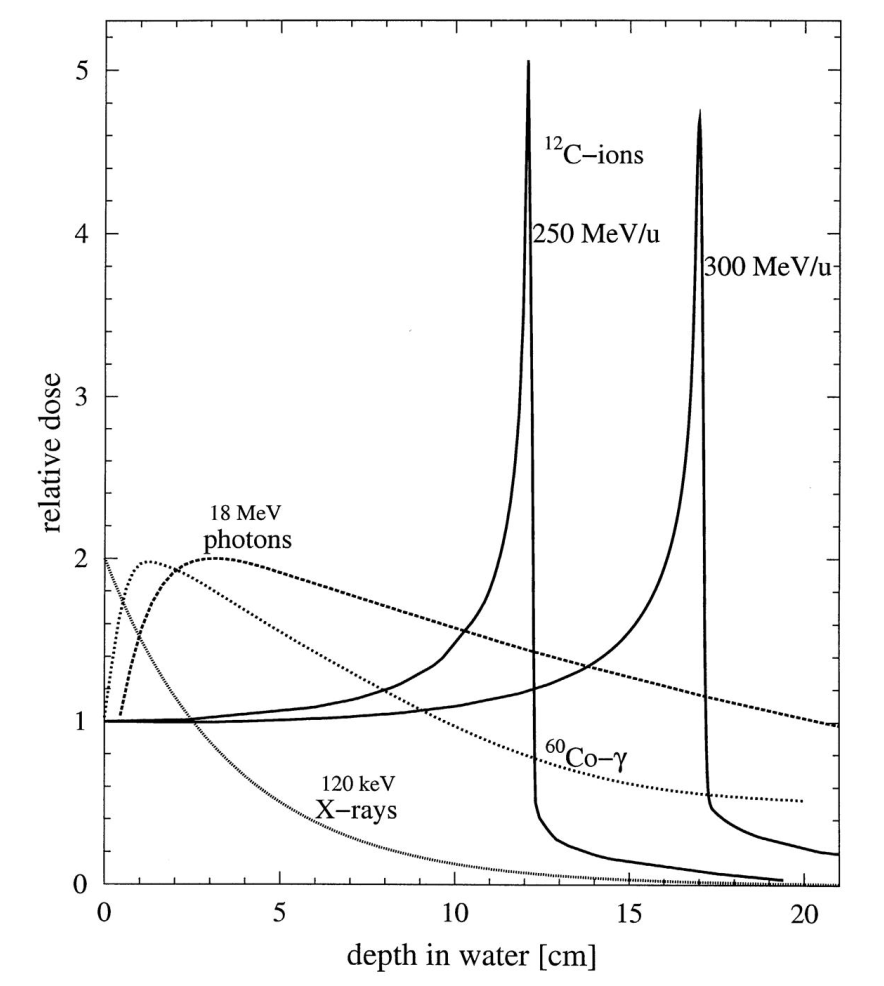 5
4
3
2
1
0
relative dose
¹²C–ions
250 MeV/u
300 MeV/u
18 MeV
photons
⁶⁰Co–γ
120 keV
X–rays
0 5 10 15 20
depth in water [cm]